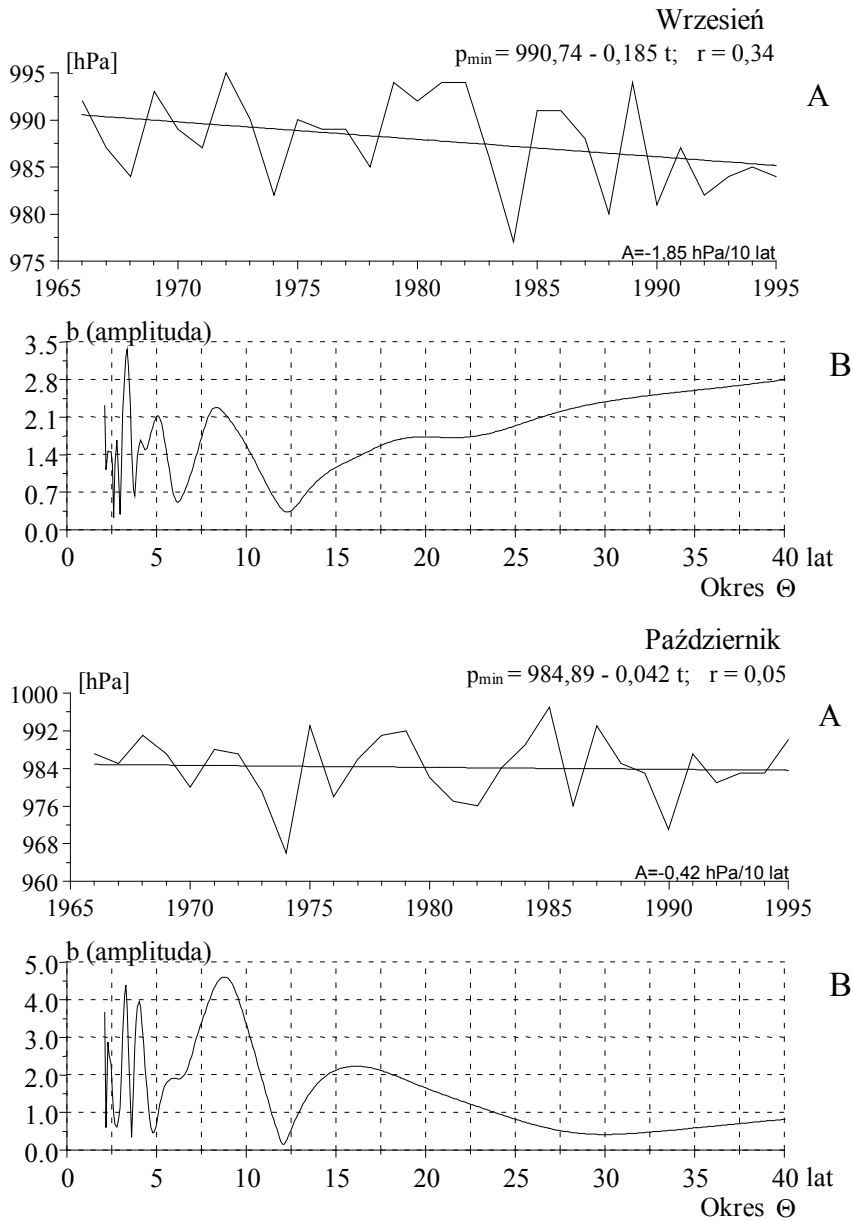 Wrzesień
[hPa]
pmin = 990,74 - 0,185 t; r = 0,34
A
995
990
985
980
975
A=-1,85 hPa/10 lat
1965 1970 1975 1980 1985 1990 1995
b (amplituda)
B
3.5
2.8
2.1
1.4
0.7
0.0
0 5 10 15 20 25 30 35 40 lat
Okres Θ
Październik
[hPa]
pmin = 984,89 - 0,042 t; r = 0,05
A
1000
992
984
976
968
960
A=-0,42 hPa/10 lat
1965 1970 1975 1980 1985 1990 1995
b (amplituda)
B
5.0
4.0
3.0
2.0
1.0
0.0
0 5 10 15 20 25 30 35 40 lat
Okres Θ